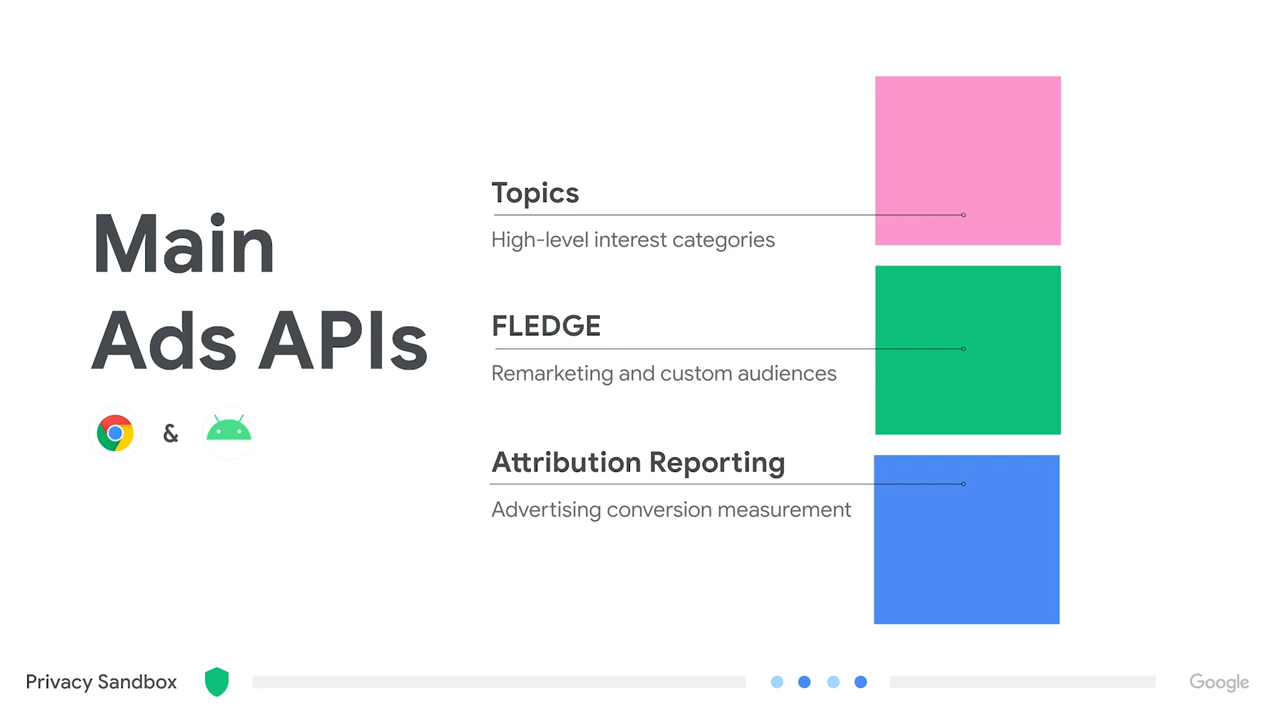 Main
Ads APIs
&
Topics
High-level interest categories
FLEDGE
Remarketing and custom audiences
Attribution Reporting
Advertising conversion measurement
Privacy Sandbox
Google